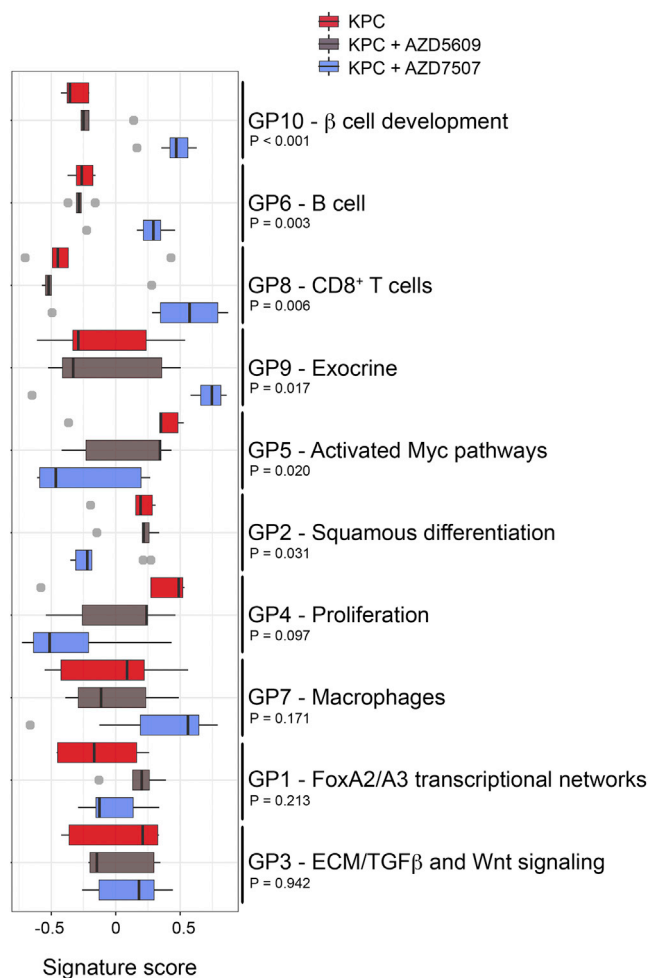 KPC
KPC + AZD5609
KPC + AZD7507
GP10 - β cell development
P < 0.001
GP6 - B cell
P = 0.003
GP8 - CD8⁺ T cells
P = 0.006
GP9 - Exocrine
P = 0.017
GP5 - Activated Myc pathways
P = 0.020
GP2 - Squamous differentiation
P = 0.031
GP4 - Proliferation
P = 0.097
GP7 - Macrophages
P = 0.171
GP1 - FoxA2/A3 transcriptional networks
P = 0.213
GP3 - ECM/TGFβ and Wnt signaling
P = 0.942
-0.5 0 0.5
Signature score